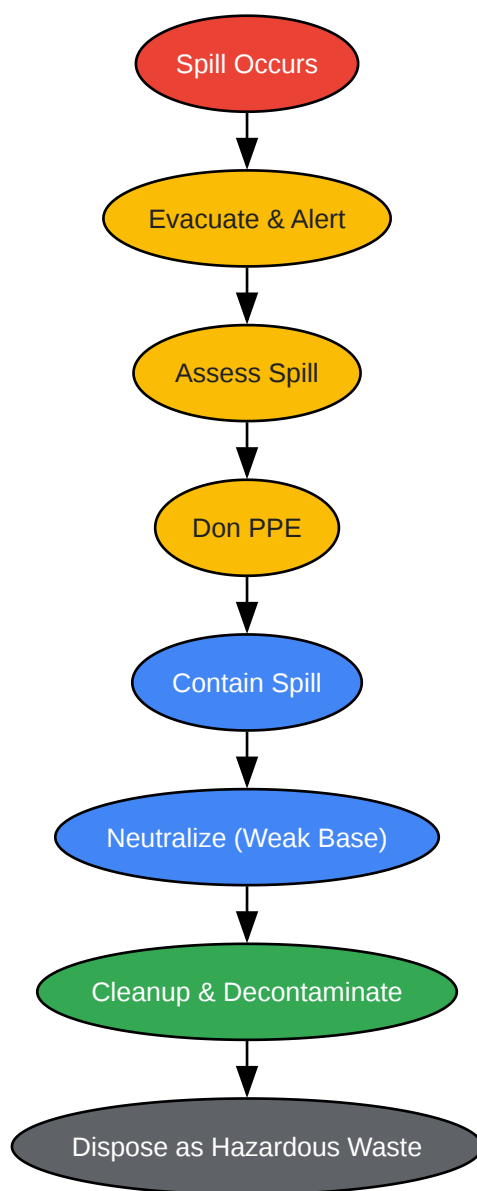 Spill Occurs
Evacuate & Alert
Assess Spill
Don PPE
Contain Spill
Neutralize (Weak Base)
Cleanup & Decontaminate
Dispose as Hazardous Waste